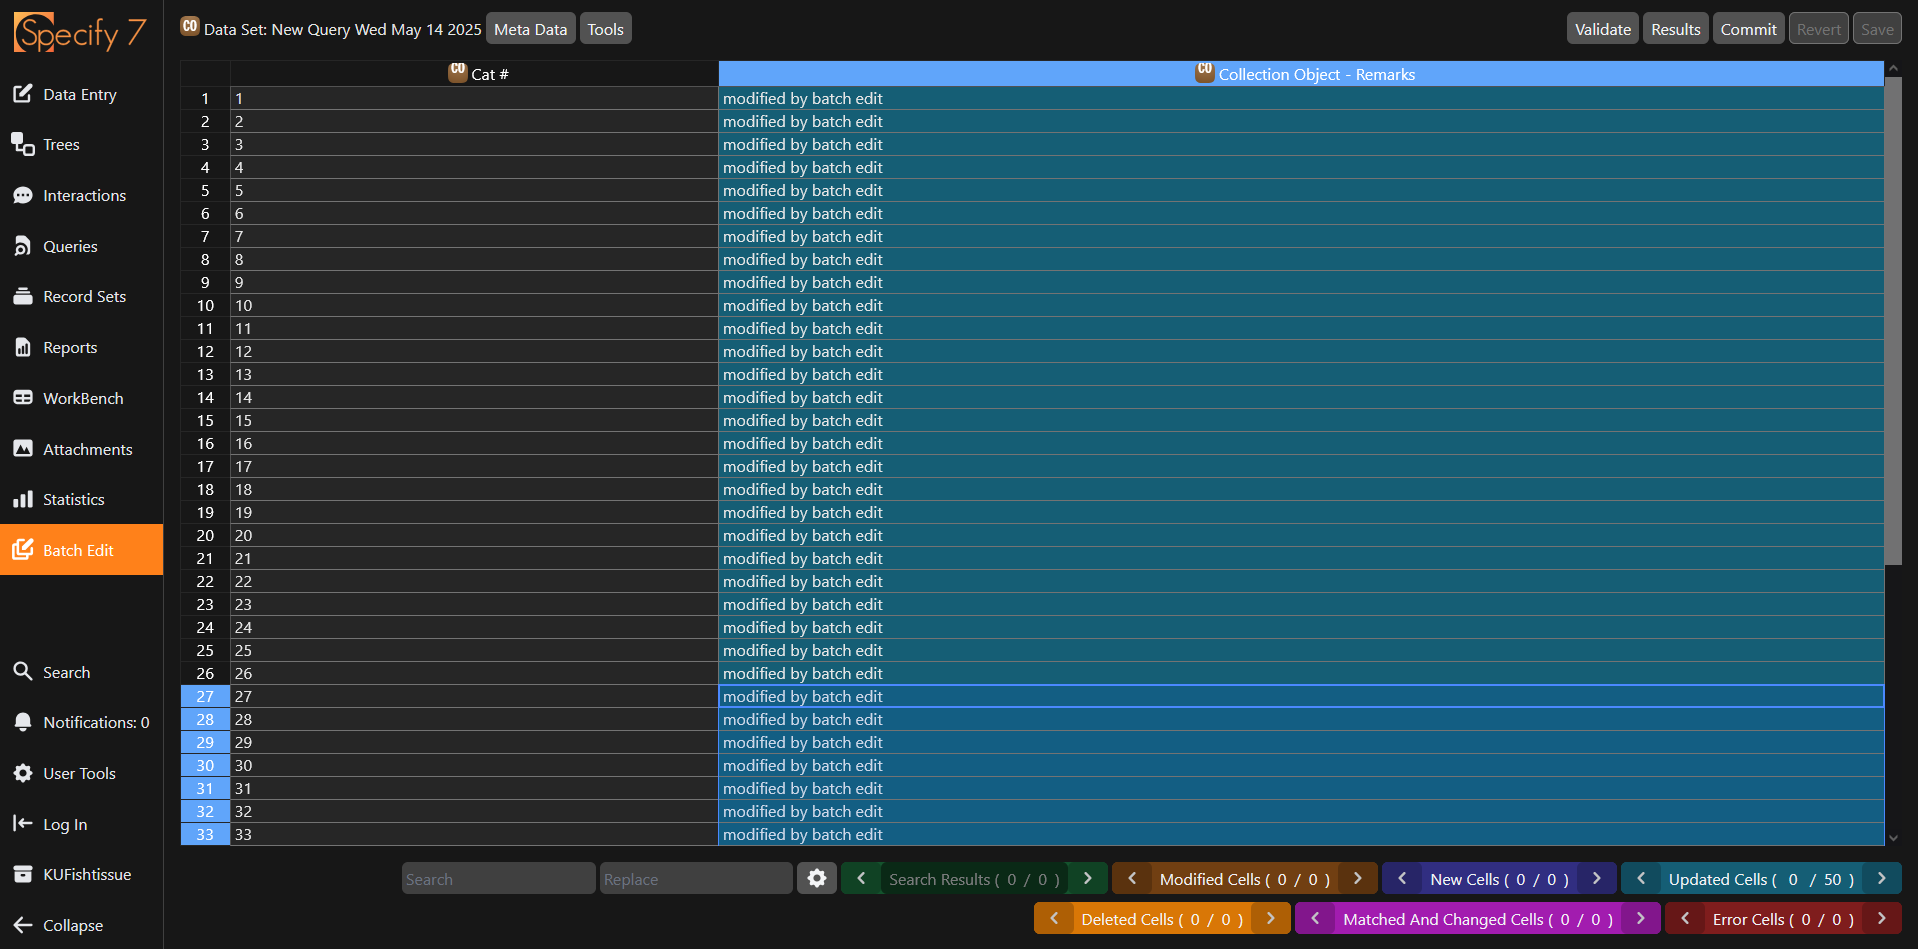 Specify 7
Data Entry
Trees
Interactions
Queries
Record Sets
Reports
WorkBench
Attachments
Statistics
Batch Edit
Search
Notifications: 0
User Tools
Log In
KUFishtissue
Collapse
CO Data Set: New Query Wed May 14 2025 Meta Data Tools Validate Results Commit Revert Save
CO Cat # CO Collection Object - Remarks
1 1 modified by batch edit
2 2 modified by batch edit
3 3 modified by batch edit
4 4 modified by batch edit
5 5 modified by batch edit
6 6 modified by batch edit
7 7 modified by batch edit
8 8 modified by batch edit
9 9 modified by batch edit
10 10 modified by batch edit
11 11 modified by batch edit
12 12 modified by batch edit
13 13 modified by batch edit
14 14 modified by batch edit
15 15 modified by batch edit
16 16 modified by batch edit
17 17 modified by batch edit
18 18 modified by batch edit
19 19 modified by batch edit
20 20 modified by batch edit
21 21 modified by batch edit
22 22 modified by batch edit
23 23 modified by batch edit
24 24 modified by batch edit
25 25 modified by batch edit
26 26 modified by batch edit
27 27 modified by batch edit
28 28 modified by batch edit
29 29 modified by batch edit
30 30 modified by batch edit
31 31 modified by batch edit
32 32 modified by batch edit
33 33 modified by batch edit
Search Replace Search Results ( 0 / 0 ) Modified Cells ( 0 / 0 ) New Cells ( 0 / 0 ) Updated Cells ( 0 / 50 )
Deleted Cells ( 0 / 0 ) Matched And Changed Cells ( 0 / 0 ) Error Cells ( 0 / 0 )